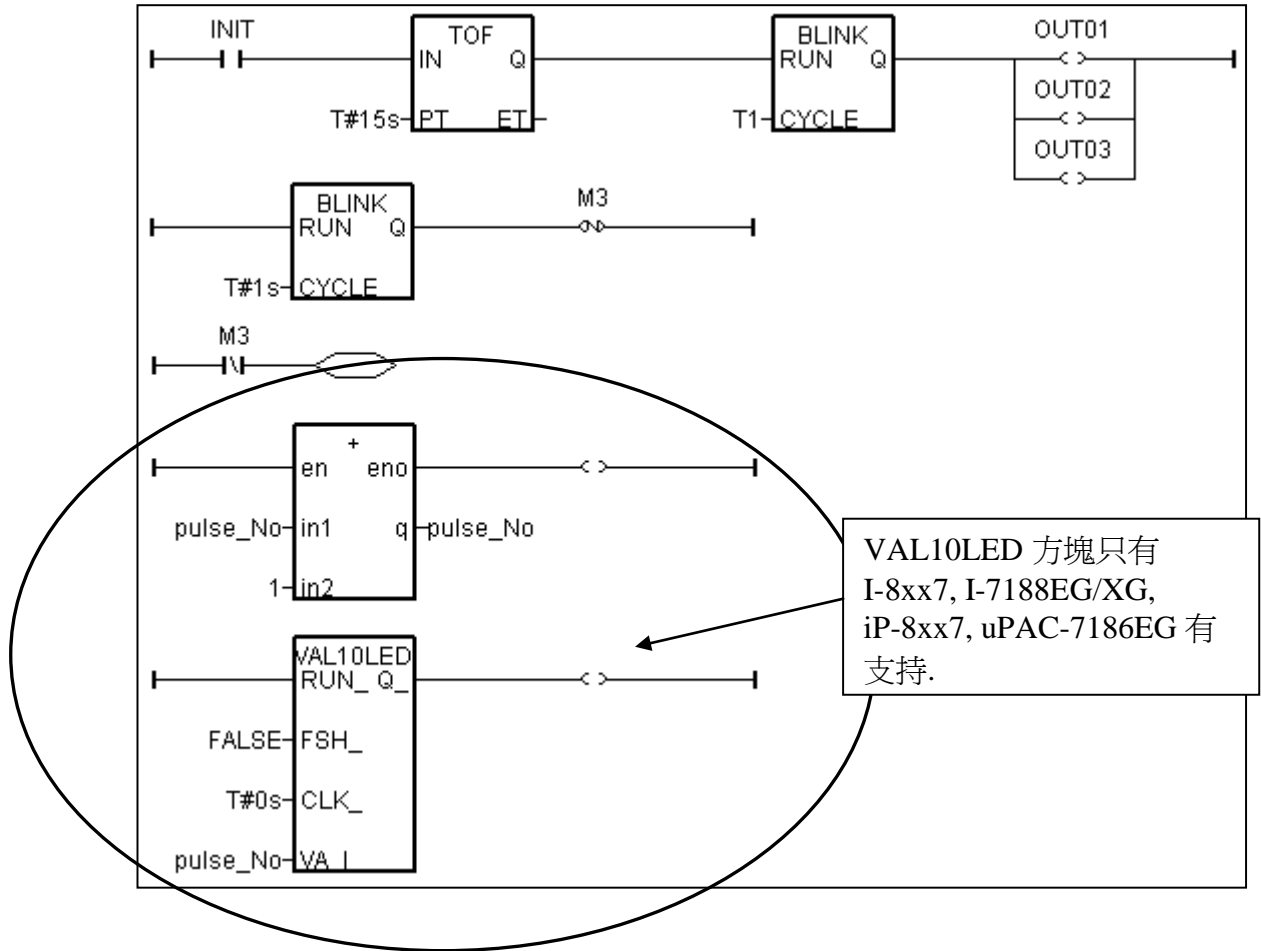 INIT
TOF
IN Q
T#15s PT ET
BLINK
RUN Q
T1 CYCLE
OUT01
OUT02
OUT03
BLINK
RUN Q
T#1s CYCLE
M3
N
M3
+
en eno
pulse_No in1 q pulse_No
1 in2
VAL10LED
RUN_ Q_
FALSE FSH_
T#0s CLK_
pulse_No VA_
VAL10LED 方塊只有
I-8xx7, I-7188EG/XG,
iP-8xx7, uPAC-7186EG 有
支持.